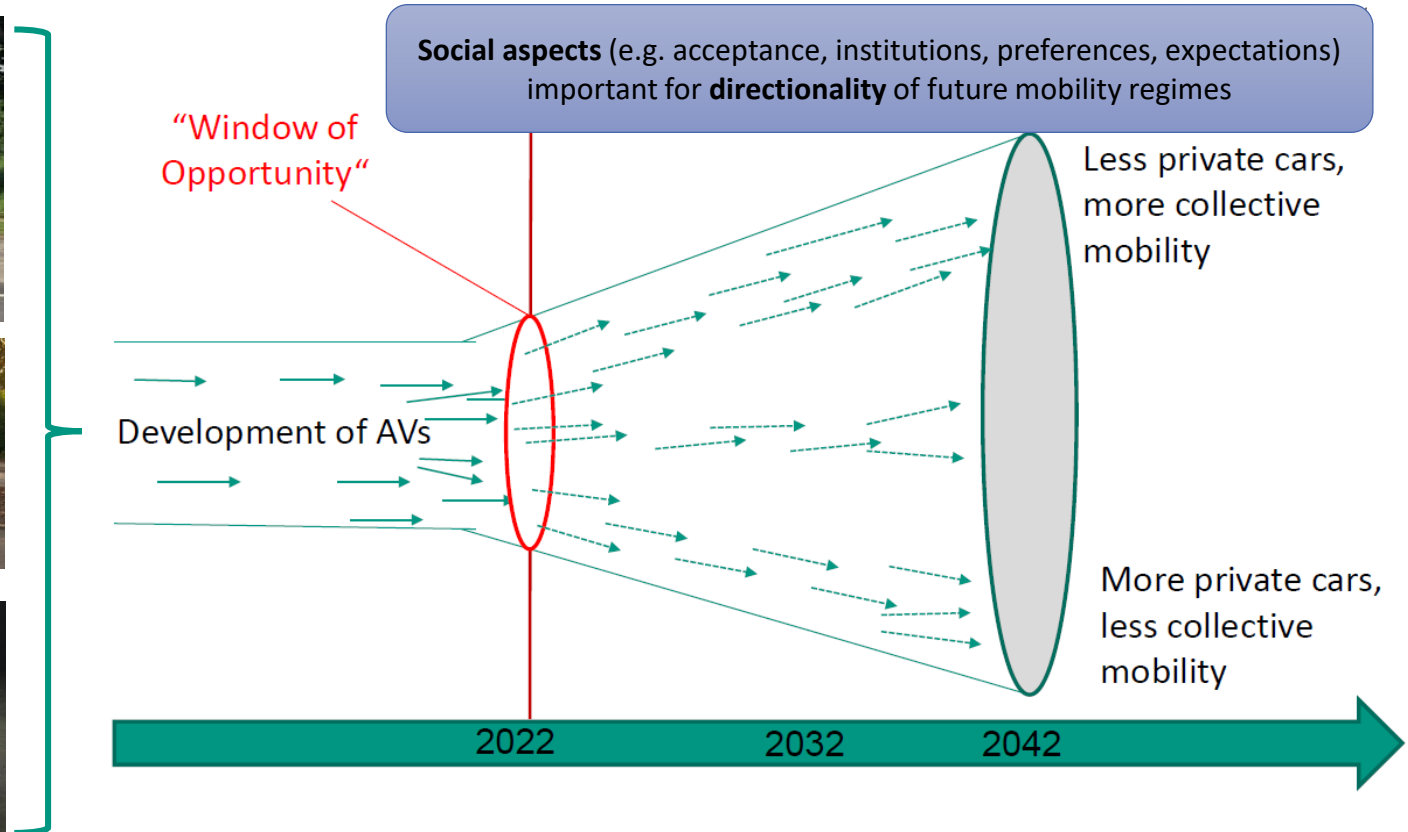 Social aspects (e.g. acceptance, institutions, preferences, expectations)
important for directionality of future mobility regimes
“Window of
Opportunity“
Less private cars,
more collective
mobility
Development of AVs
More private cars,
less collective
mobility
2022
2032
2042